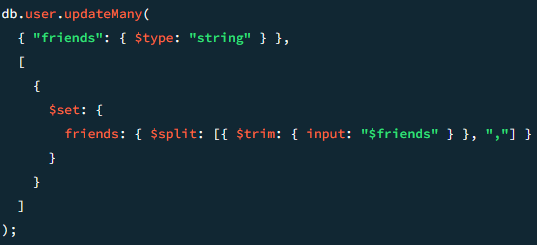 db.user.updateMany(
  { "friends": { $type: "string" } },
  [
    {
      $set: {
        friends: { $split: [{ $trim: { input: "$friends" } }, ","] }
      }
    }
  ]
);